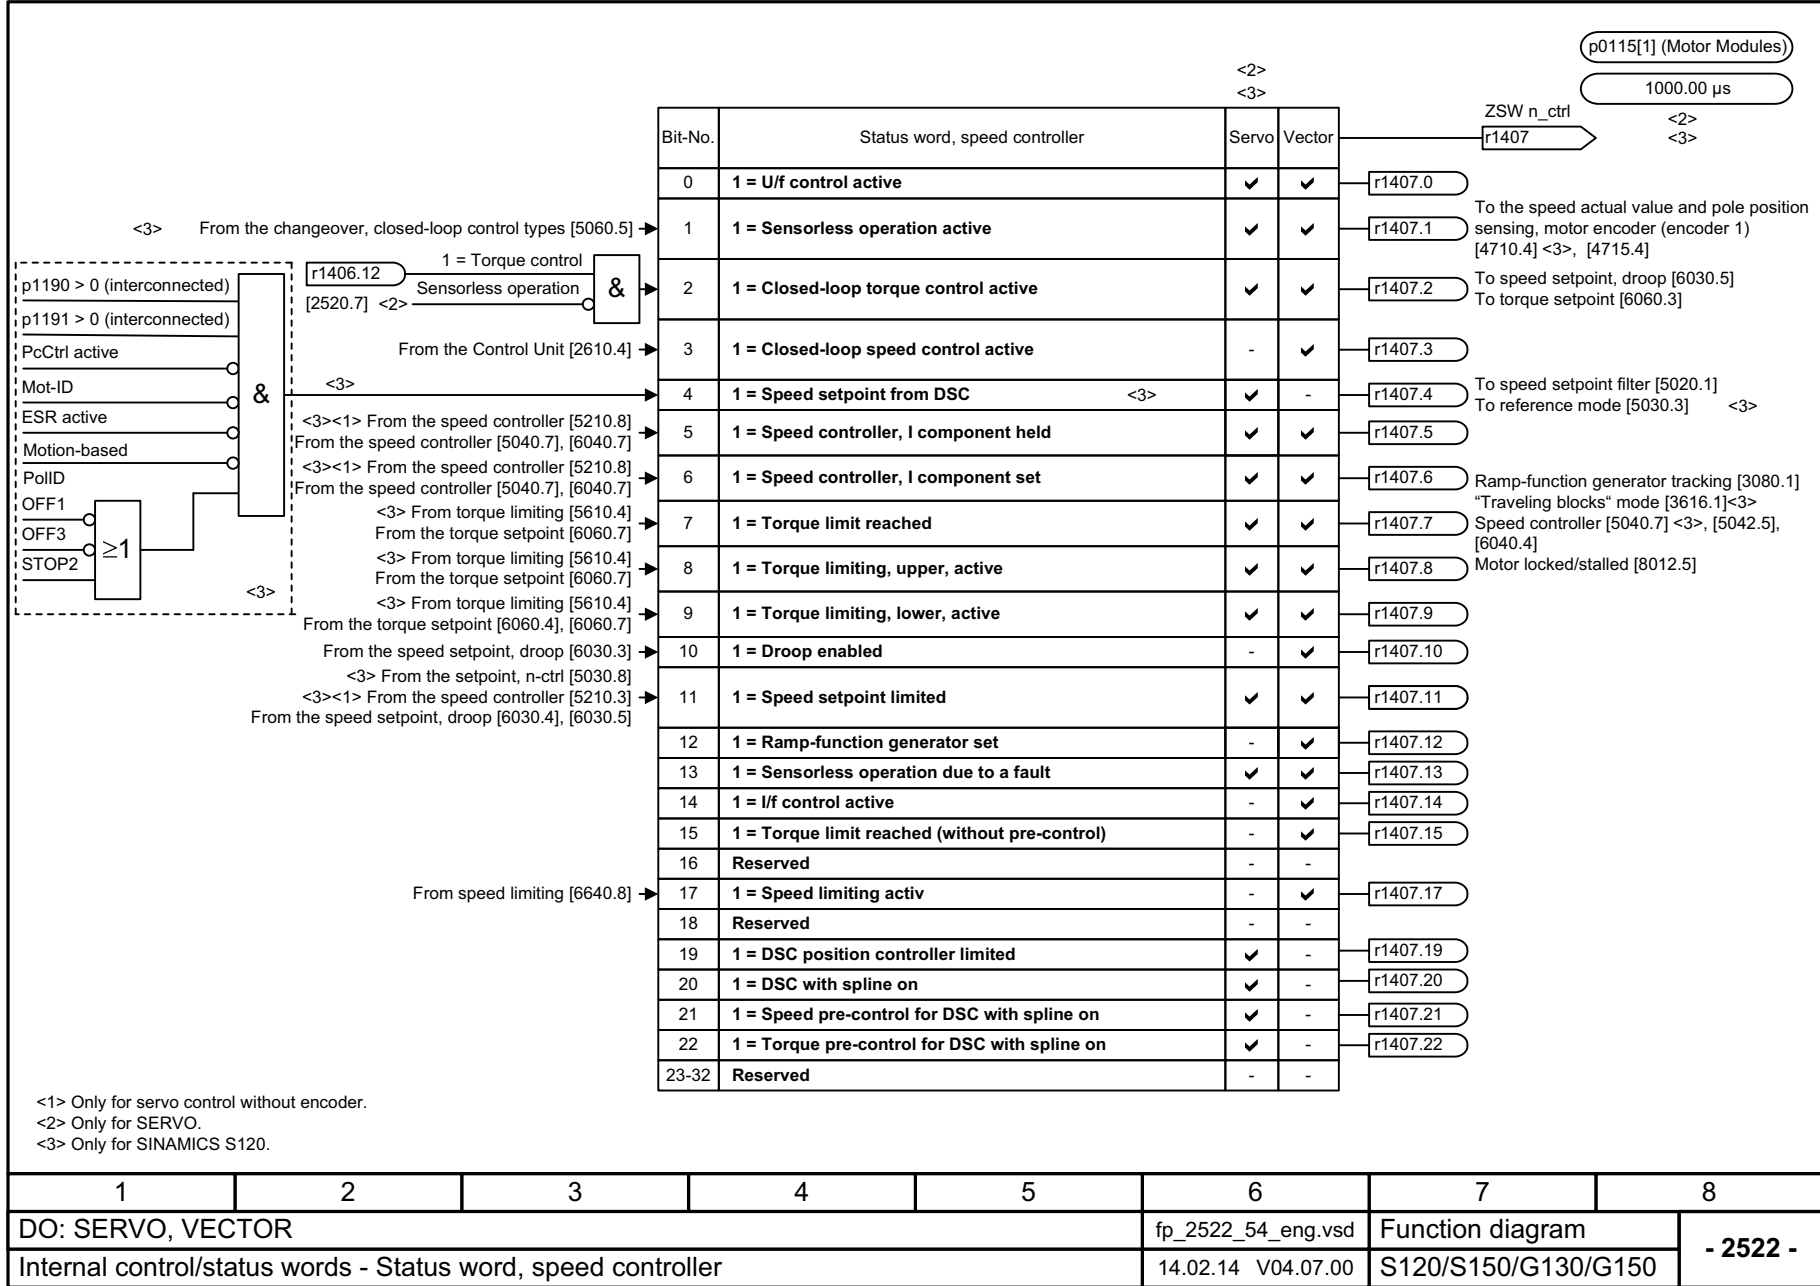 p0115[1] (Motor Modules)
1000.00 µs
<2>
<3>
<2>
<3>
ZSW n_ctrl
r1407
Bit-No. Status word, speed controller Servo Vector
0 1 = U/f control active ✔ ✔ r1407.0
<3> From the changeover, closed-loop control types [5060.5] 1 1 = Sensorless operation active ✔ ✔ r1407.1
To the speed actual value and pole position
sensing, motor encoder (encoder 1)
[4710.4] <3>, [4715.4]
r1406.12 1 = Torque control
Sensorless operation
[2520.7] <2>
&
2 1 = Closed-loop torque control active ✔ ✔ r1407.2
To speed setpoint, droop [6030.5]
To torque setpoint [6060.3]
p1190 > 0 (interconnected)
p1191 > 0 (interconnected)
PcCtrl active
Mot-ID
ESR active
Motion-based
PolID
OFF1
OFF3
STOP2
≥1
&
<3>
From the Control Unit [2610.4] 3 1 = Closed-loop speed control active - ✔ r1407.3
<3> 4 1 = Speed setpoint from DSC <3> ✔ - r1407.4
To speed setpoint filter [5020.1]
To reference mode [5030.3] <3>
<3><1> From the speed controller [5210.8]
From the speed controller [5040.7], [6040.7]
5 1 = Speed controller, I component held ✔ ✔ r1407.5
<3><1> From the speed controller [5210.8]
From the speed controller [5040.7], [6040.7]
6 1 = Speed controller, I component set ✔ ✔ r1407.6
<3> From torque limiting [5610.4]
From the torque setpoint [6060.7]
7 1 = Torque limit reached ✔ ✔ r1407.7
Ramp-function generator tracking [3080.1]
“Traveling blocks“ mode [3616.1]<3>
Speed controller [5040.7] <3>, [5042.5],
[6040.4]
Motor locked/stalled [8012.5]
<3> From torque limiting [5610.4]
From the torque setpoint [6060.7]
8 1 = Torque limiting, upper, active ✔ ✔ r1407.8
<3> From torque limiting [5610.4]
From the torque setpoint [6060.4], [6060.7]
9 1 = Torque limiting, lower, active ✔ ✔ r1407.9
From the speed setpoint, droop [6030.3] 10 1 = Droop enabled - ✔ r1407.10
<3> From the setpoint, n-ctrl [5030.8]
<3><1> From the speed controller [5210.3]
From the speed setpoint, droop [6030.4], [6030.5]
11 1 = Speed setpoint limited ✔ ✔ r1407.11
12 1 = Ramp-function generator set - ✔ r1407.12
13 1 = Sensorless operation due to a fault ✔ ✔ r1407.13
14 1 = I/f control active - ✔ r1407.14
15 1 = Torque limit reached (without pre-control) - ✔ r1407.15
16 Reserved - -
From speed limiting [6640.8] 17 1 = Speed limiting activ - ✔ r1407.17
18 Reserved - -
19 1 = DSC position controller limited ✔ - r1407.19
20 1 = DSC with spline on ✔ - r1407.20
21 1 = Speed pre-control for DSC with spline on ✔ - r1407.21
22 1 = Torque pre-control for DSC with spline on ✔ - r1407.22
23-32 Reserved - -
<1> Only for servo control without encoder.
<2> Only for SERVO.
<3> Only for SINAMICS S120.
1 2 3 4 5 6 7 8
DO: SERVO, VECTOR fp_2522_54_eng.vsd Function diagram
- 2522 -
Internal control/status words - Status word, speed controller 14.02.14 V04.07.00 S120/S150/G130/G150